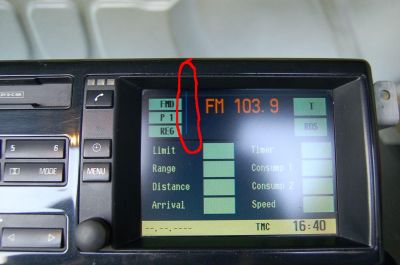 FMD FM 103.9 T
P 1
REG RDS
5 6
MODE
MENU
Limit Timer
Range Consump 1
Distance Consump 2
Arrival Speed
--,--,---- TMC 16:40